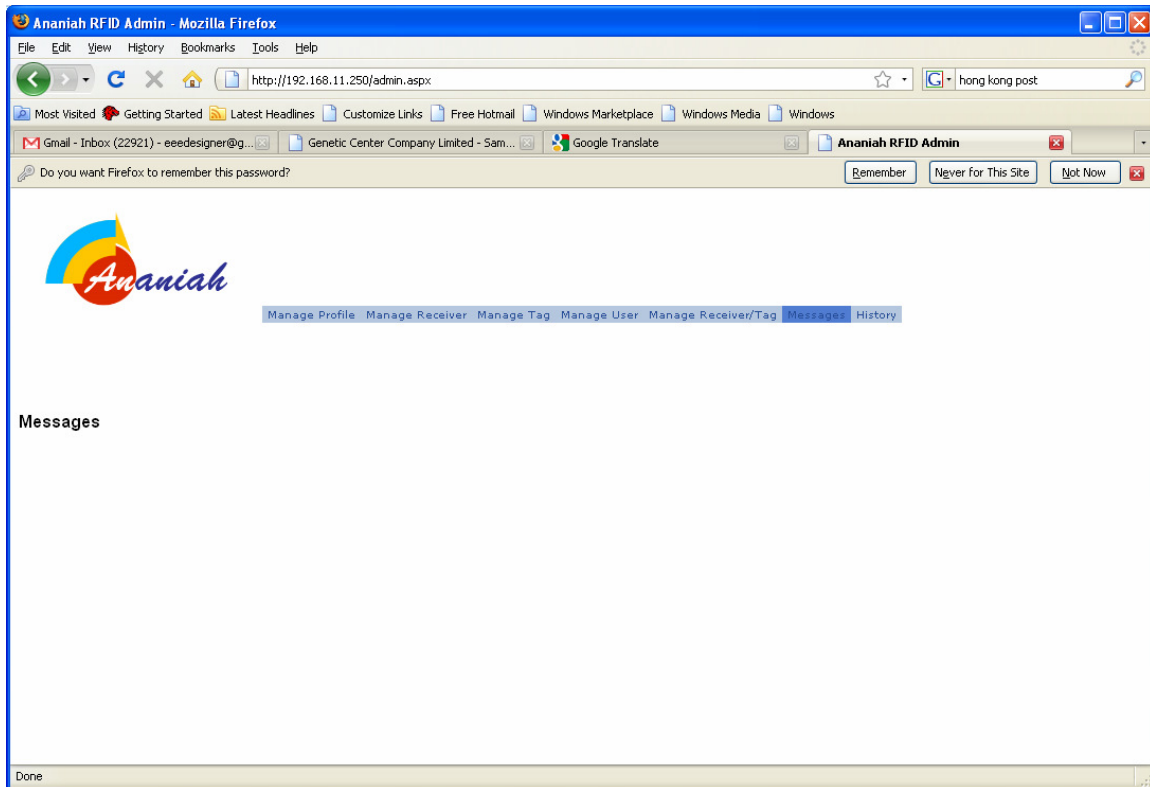 Ananiah RFID Admin - Mozilla Firefox
File Edit View History Bookmarks Tools Help
http://192.168.11.250/admin.aspx G hong kong post
Most Visited Getting Started Latest Headlines Customize Links Free Hotmail Windows Marketplace Windows Media Windows
Gmail - Inbox (22921) - eeedesigner@g... Genetic Center Company Limited - Sam... Google Translate Ananiah RFID Admin
Do you want Firefox to remember this password? Remember Never for This Site Not Now
Ananiah
Manage Profile Manage Receiver Manage Tag Manage User Manage Receiver/Tag Messages History
Messages
Done